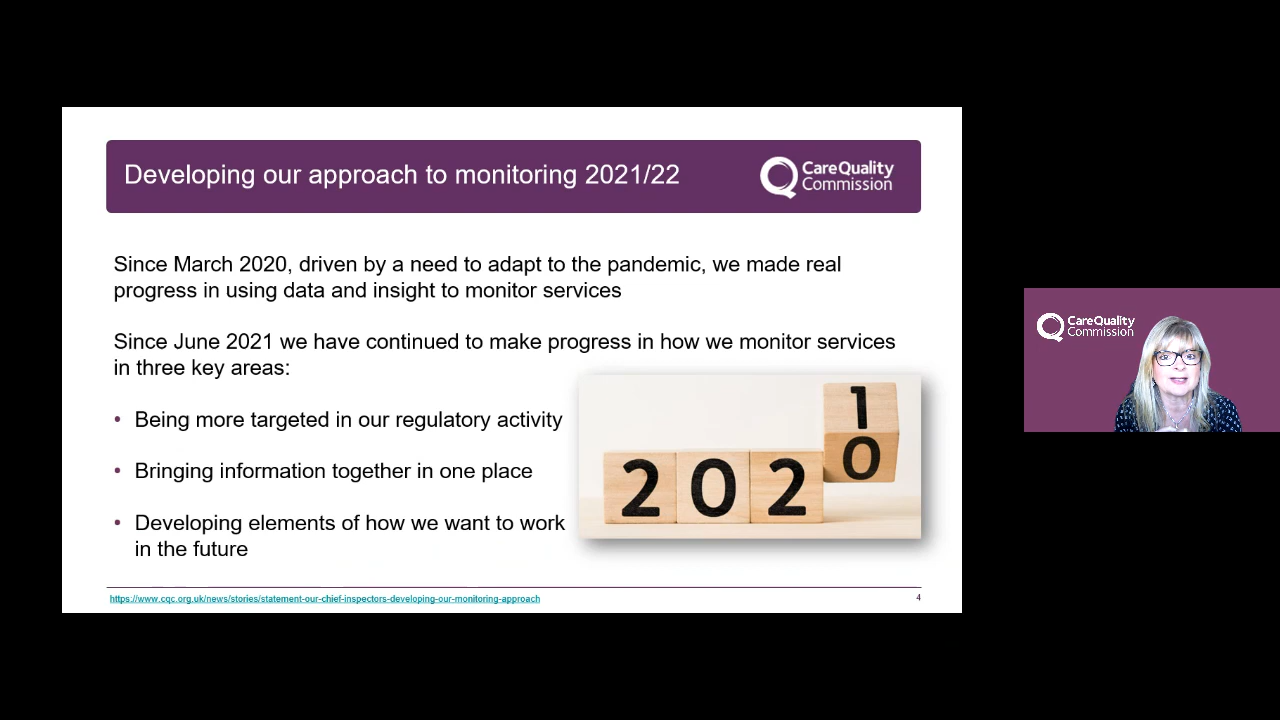 Developing our approach to monitoring 2021/22
CareQuality
Commission
Since March 2020, driven by a need to adapt to the pandemic, we made real
progress in using data and insight to monitor services
Since June 2021 we have continued to make progress in how we monitor services
in three key areas:
• Being more targeted in our regulatory activity
• Bringing information together in one place
• Developing elements of how we want to work
in the future
1
2020
https://www.cqc.org.uk/news/stories/statement-our-chief-inspectors-developing-our-monitoring-approach
4
CareQuality
Commission